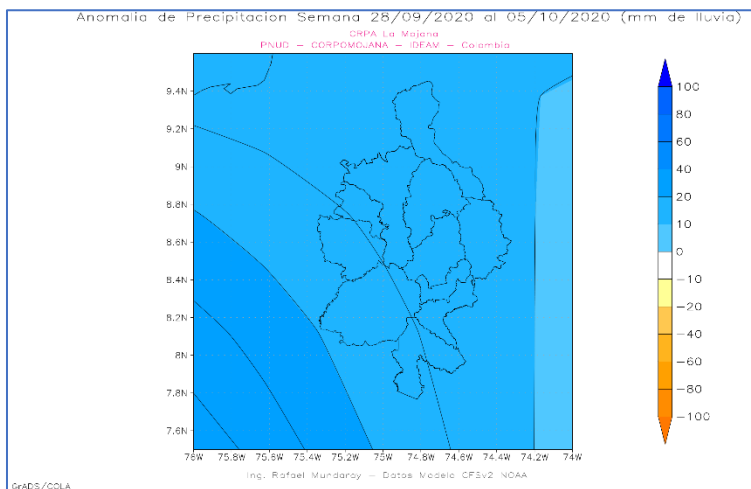 Anomalia de Precipitacion Semana 28/09/2020 al 05/10/2020 (mm de lluvia)
CRPA La Mojana
PNUD – CORPOMOJANA – IDEAM – Colombia
9.4N
9.2N
9N
8.8N
8.6N
8.4N
8.2N
8N
7.8N
7.6N
76W 75.8W 75.6W 75.4W 75.2W 75W 74.8W 74.6W 74.4W 74.2W 74W
100
80
60
40
20
10
0
−10
−20
−40
−60
−80
−100
Ing. Rafael Mundaray – Datos Modelo CFSv2 NOAA
GrADS/COLA